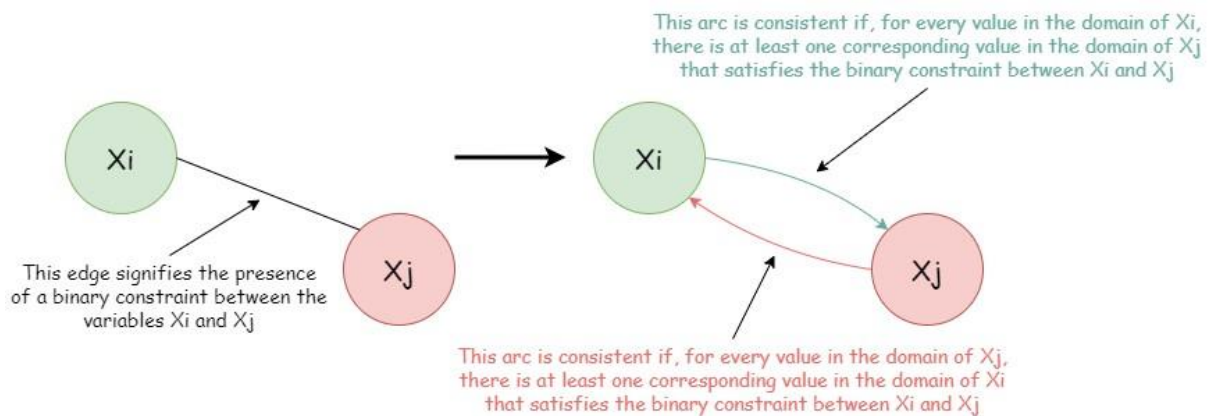 This arc is consistent if, for every value in the domain of Xi,
there is at least one corresponding value in the domain of Xj
that satisfies the binary constraint between Xi and Xj
Xi
Xj
This edge signifies the presence
of a binary constraint between the
variables Xi and Xj
Xi
Xj
This arc is consistent if, for every value in the domain of Xj,
there is at least one corresponding value in the domain of Xi
that satisfies the binary constraint between Xi and Xj